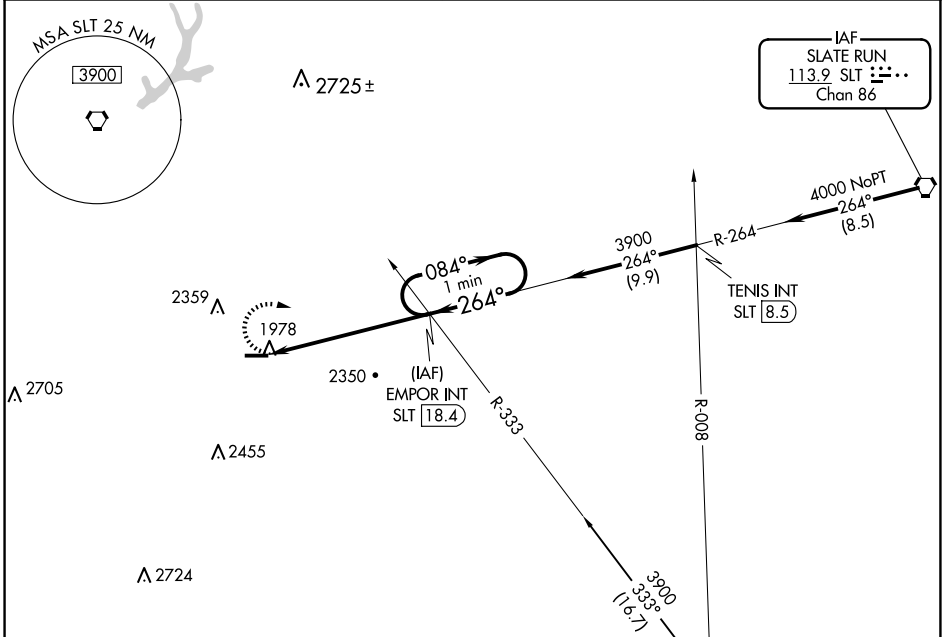 MSA SLT 25 NM
3900
2725±
IAF
SLATE RUN
113.9 SLT
Chan 86
4000 NoPT
264°
(8.5)
R-264
3900
264°
(9.9)
084°
1 min
264°
TENIS INT
SLT 8.5
2359
1978
2350
(IAF)
EMPOR INT
SLT 18.4
2705
R-333
R-008
2455
2724
3900
333°
(16.7)